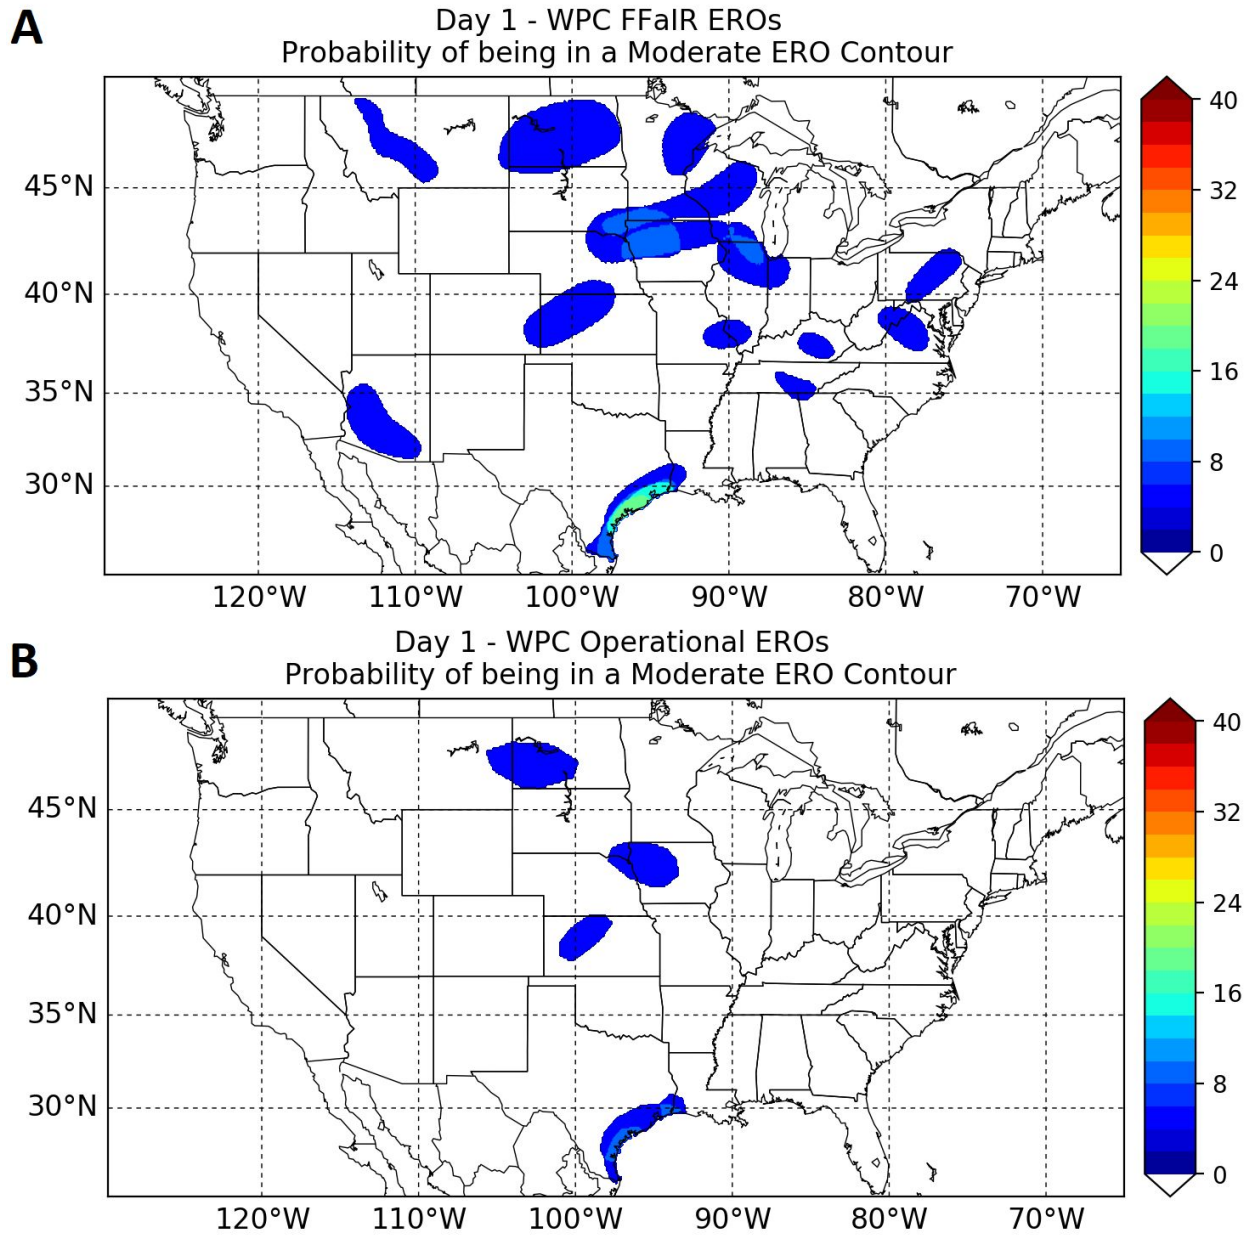 A
Day 1 - WPC FFaIR EROs
Probability of being in a Moderate ERO Contour
45°N
40°N
35°N
30°N
120°W
110°W
100°W
90°W
80°W
70°W
40
32
24
16
8
0
B
Day 1 - WPC Operational EROs
Probability of being in a Moderate ERO Contour
45°N
40°N
35°N
30°N
120°W
110°W
100°W
90°W
80°W
70°W
40
32
24
16
8
0